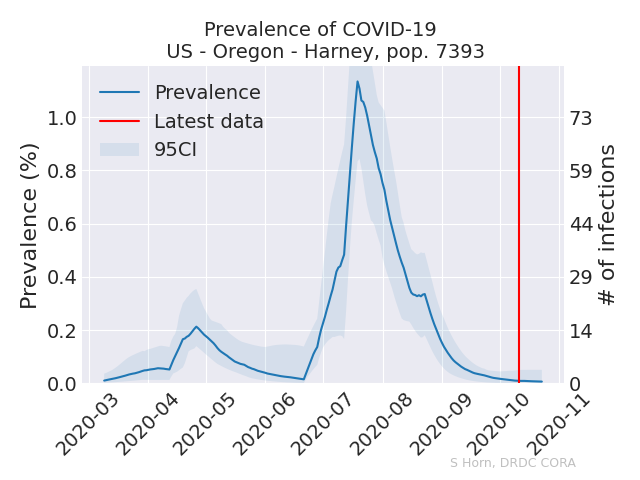 Prevalence of COVID-19
US - Oregon - Harney, pop. 7393
Prevalence
Latest data
95CI
Prevalence (%)
1.0
0.8
0.6
0.4
0.2
0.0
73
59
44
29
14
0
# of infections
2020-03
2020-04
2020-05
2020-06
2020-07
2020-08
2020-09
2020-10
2020-11
S Horn, DRDC CORA